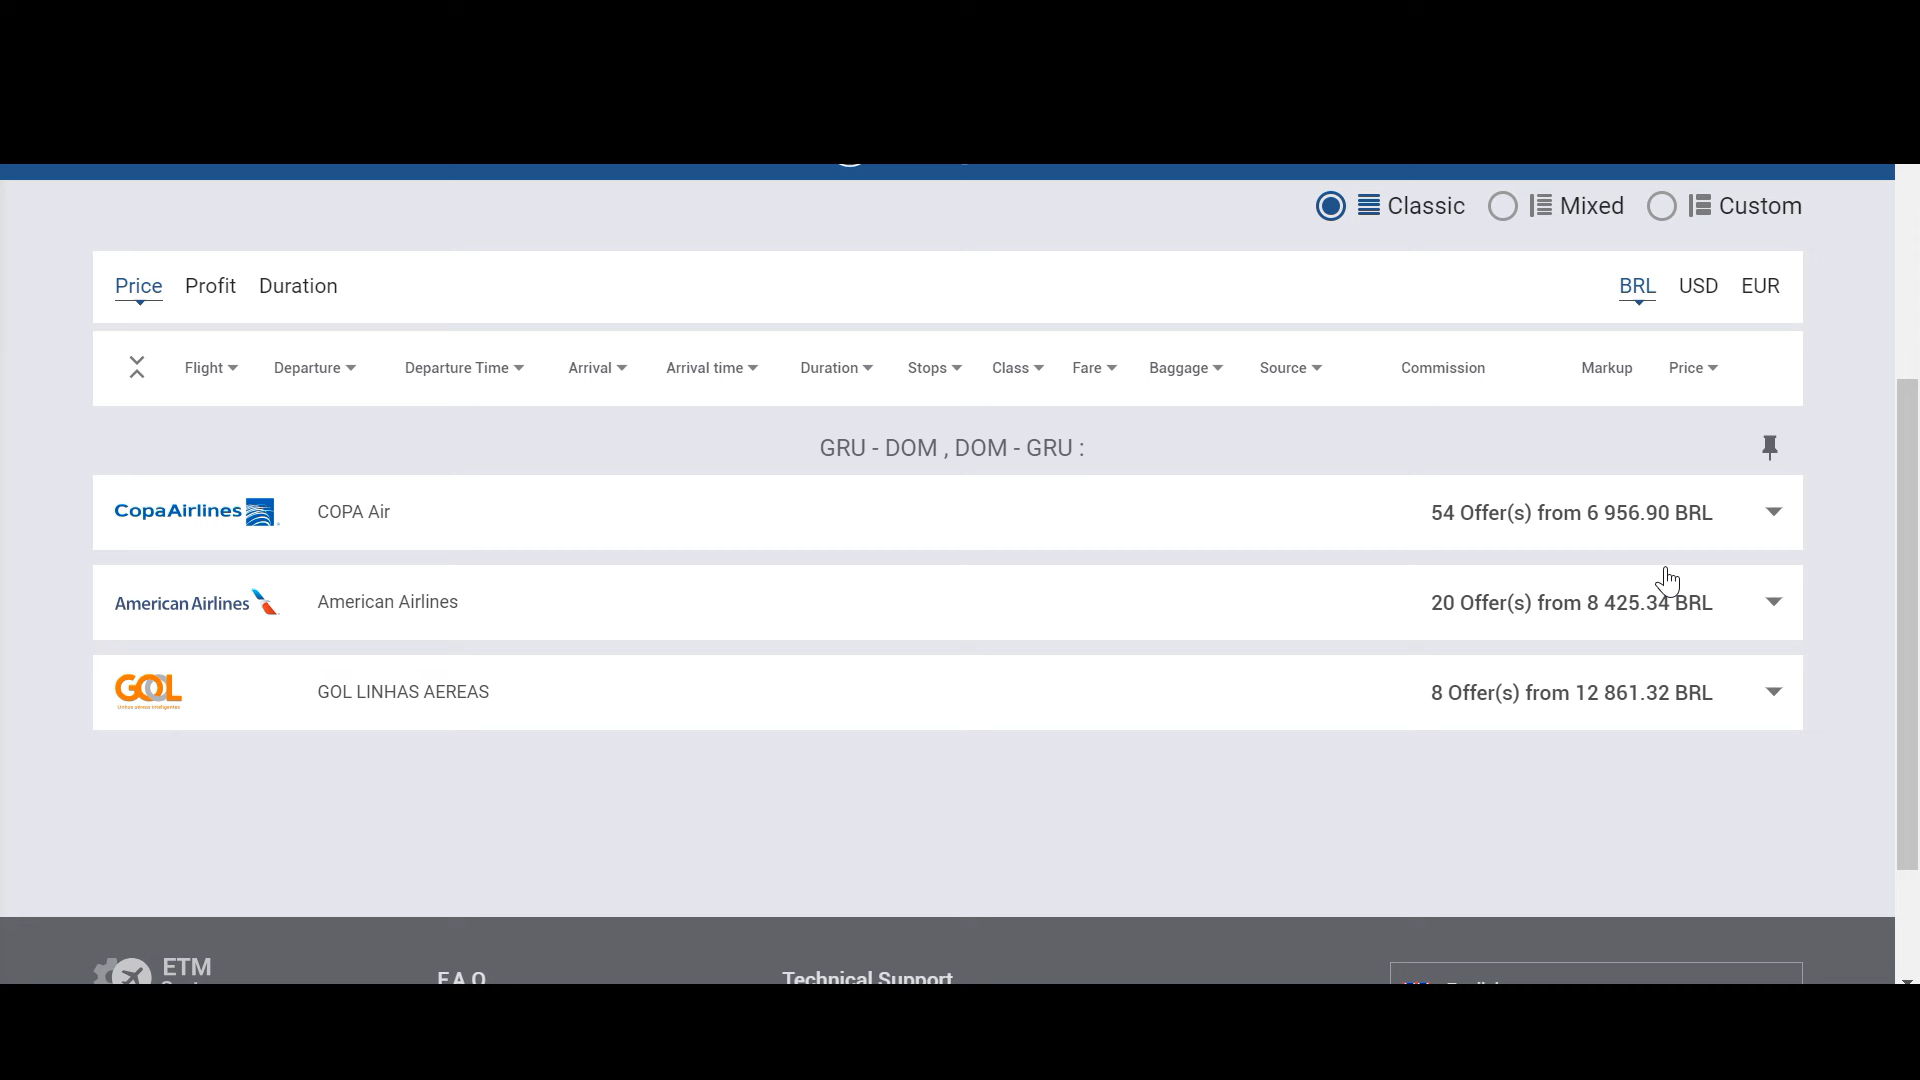 Classic Mixed Custom
Price Profit Duration BRL USD EUR
Flight Departure Departure Time Arrival Arrival time Duration Stops Class Fare Baggage Source Commission Markup Price
GRU - DOM , DOM - GRU :
CopaAirlines COPA Air 54 Offer(s) from 6 956.90 BRL
American Airlines American Airlines 20 Offer(s) from 8 425.34 BRL
GOL GOL LINHAS AEREAS 8 Offer(s) from 12 861.32 BRL
Linhas aéreas inteligentes
ETM
F.A.Q. Technical Support